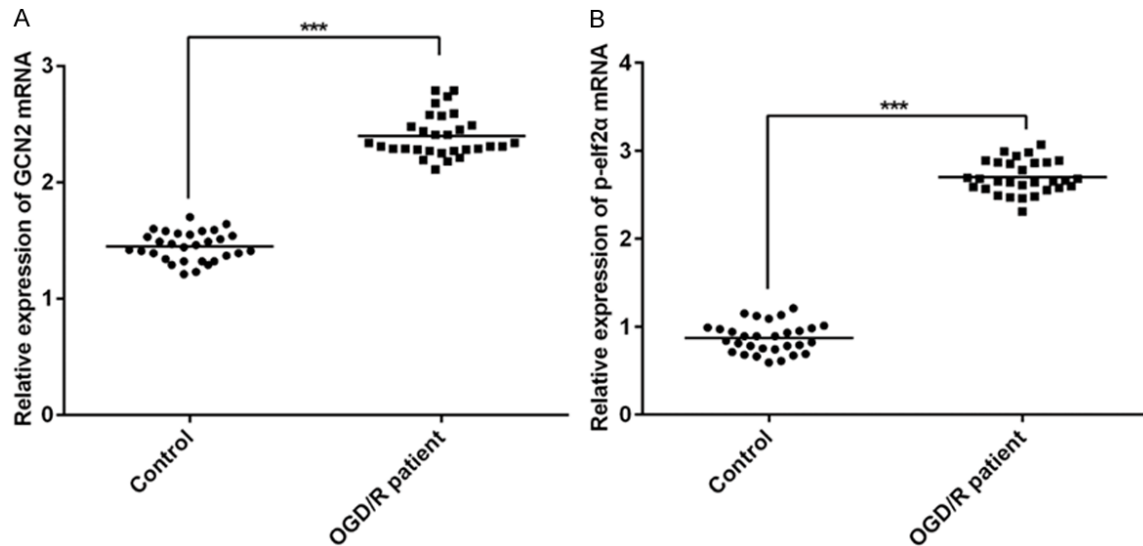 A
Relative expression of GCN2 mRNA
3
2
1
0
***
Control
OGD/R patient
B
Relative expression of p-elf2α mRNA
4
3
2
1
0
***
Control
OGD/R patient